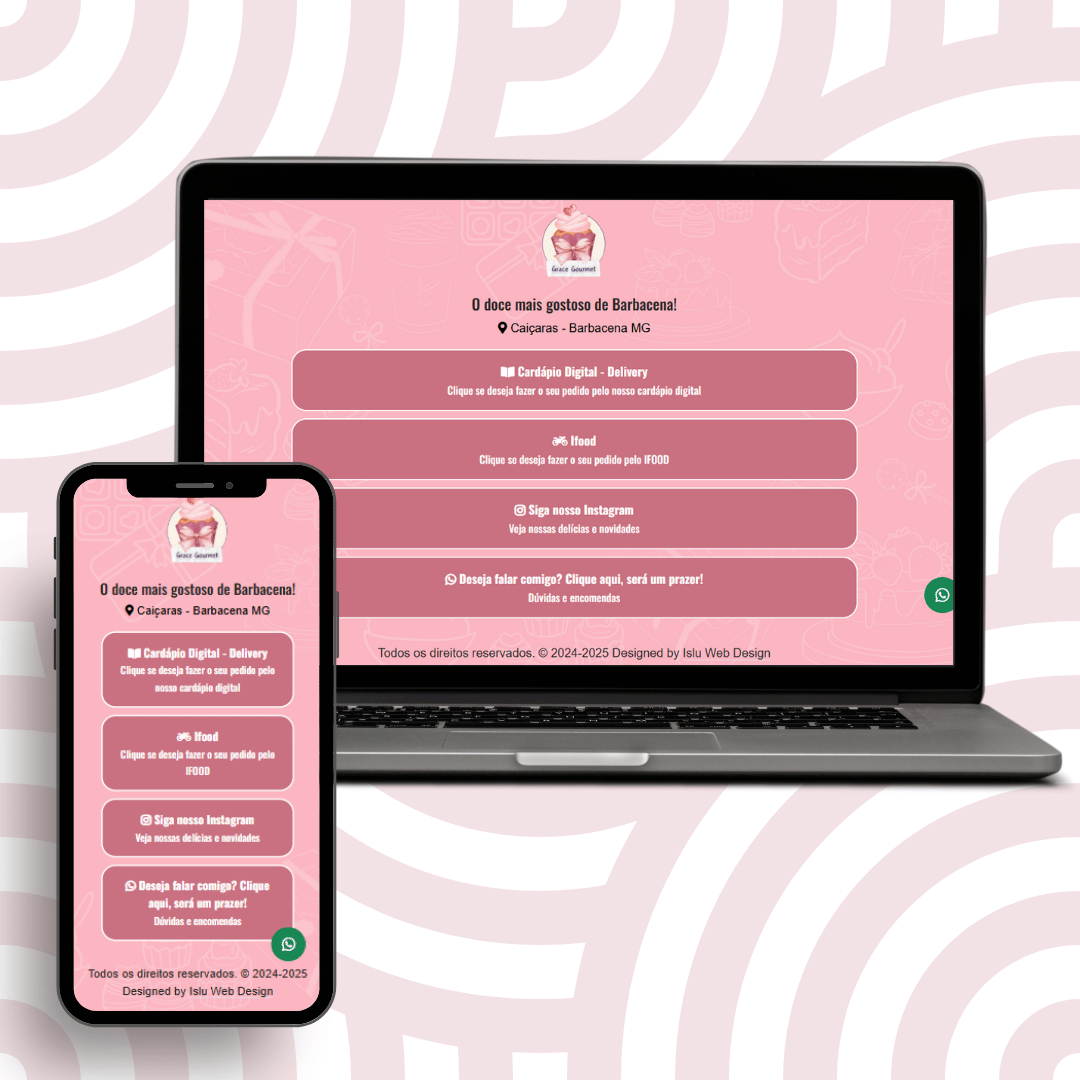 Grace Gourmet
O doce mais gostoso de Barbacena!
Caiçaras - Barbacena MG
Cardápio Digital - Delivery
Clique se deseja fazer o seu pedido pelo nosso cardápio digital
Ifood
Clique se deseja fazer o seu pedido pelo IFOOD
Siga nosso Instagram
Veja nossas delícias e novidades
Deseja falar comigo? Clique aqui, será um prazer!
Dúvidas e encomendas
Todos os direitos reservados. © 2024-2025 Designed by Islu Web Design
Grace Gourmet
O doce mais gostoso de Barbacena!
Caiçaras - Barbacena MG
Cardápio Digital - Delivery
Clique se deseja fazer o seu pedido pelo
nosso cardápio digital
Ifood
Clique se deseja fazer o seu pedido pelo
IFOOD
Siga nosso Instagram
Veja nossas delícias e novidades
Deseja falar comigo? Clique
aqui, será um prazer!
Dúvidas e encomendas
Todos os direitos reservados. © 2024-2025
Designed by Islu Web Design